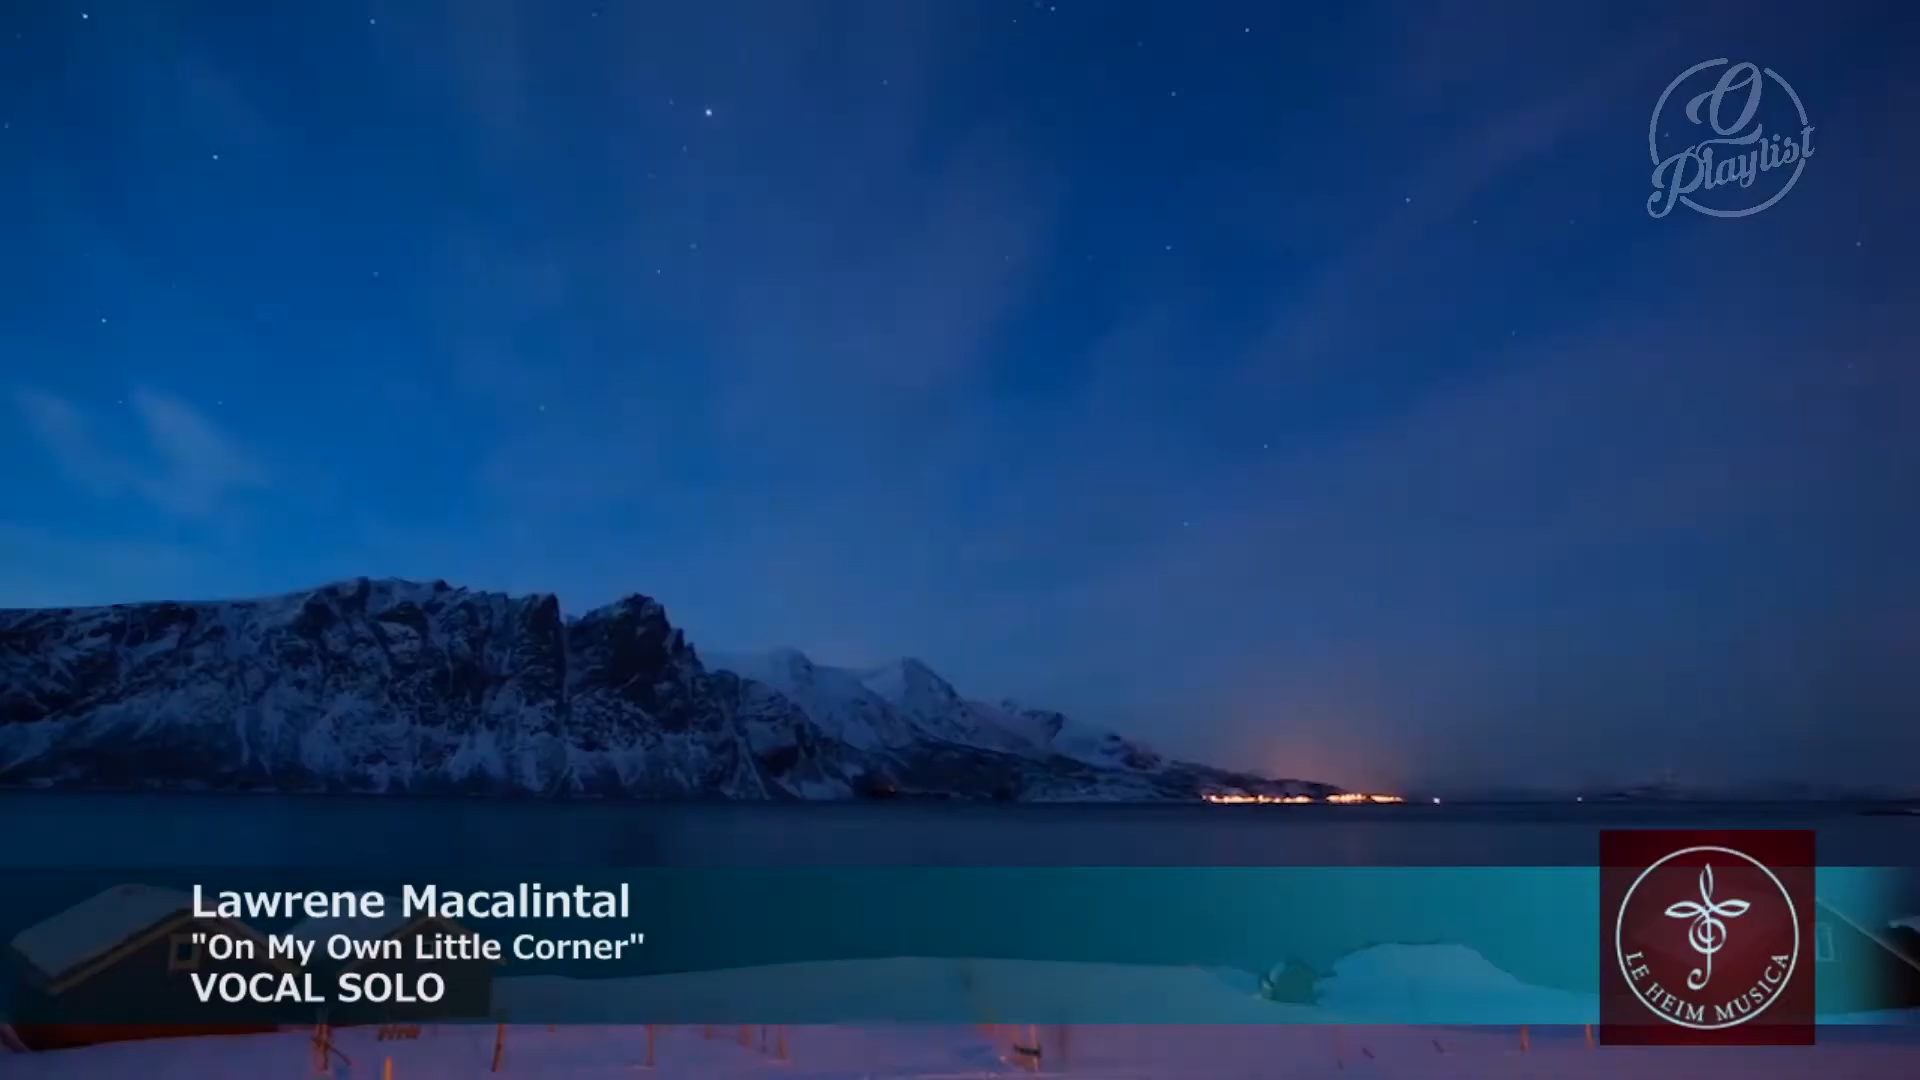 O
Playlist
Lawrene Macalintal
"On My Own Little Corner"
VOCAL SOLO
LE HEIM MUSICA